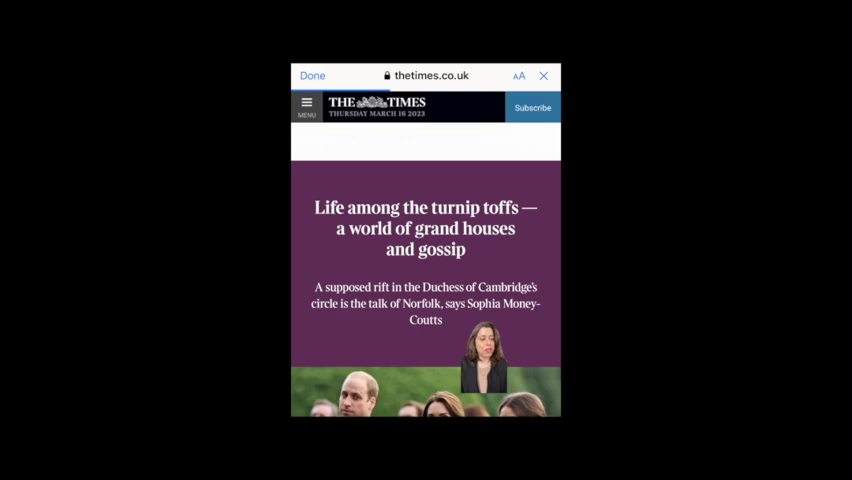 Done
thetimes.co.uk
AA
MENU
THE TIMES
THURSDAY MARCH 16 2023
Subscribe
Life among the turnip toffs —
a world of grand houses
and gossip
A supposed rift in the Duchess of Cambridge's
circle is the talk of Norfolk, says Sophia Money-
Coutts